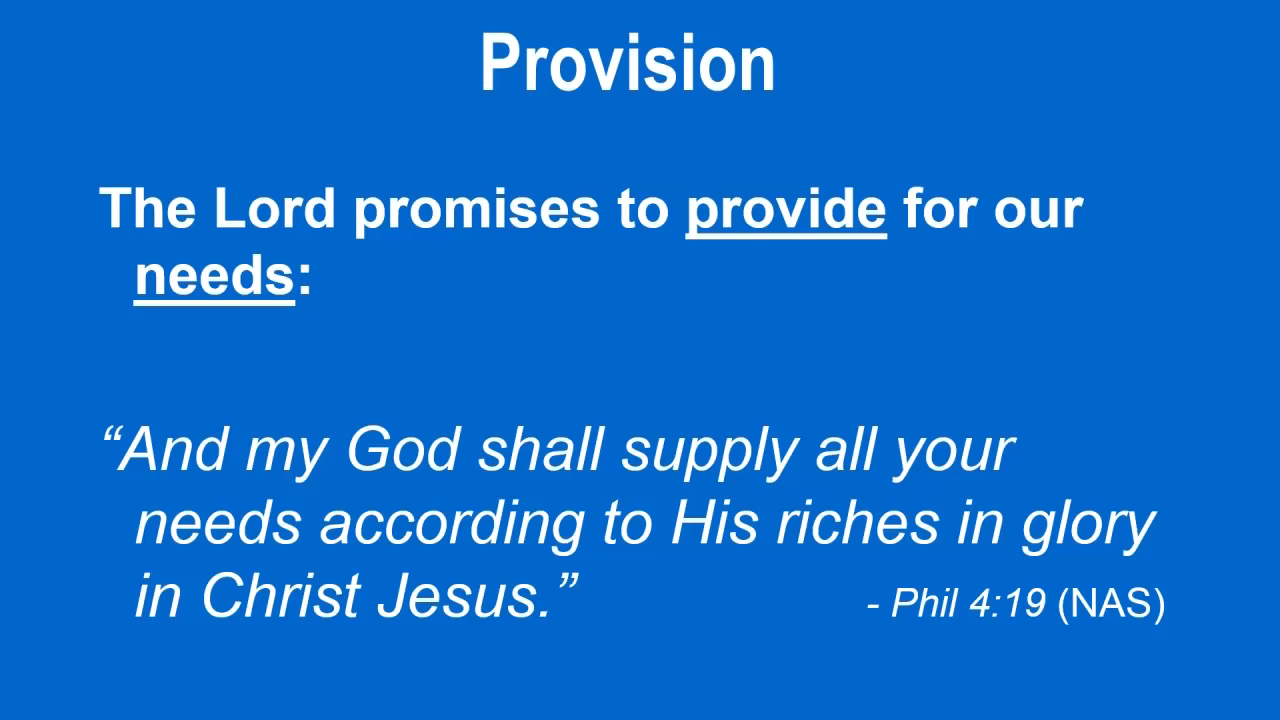 Provision
The Lord promises to provide for our
needs:
“And my God shall supply all your
needs according to His riches in glory
in Christ Jesus.” - Phil 4:19 (NAS)